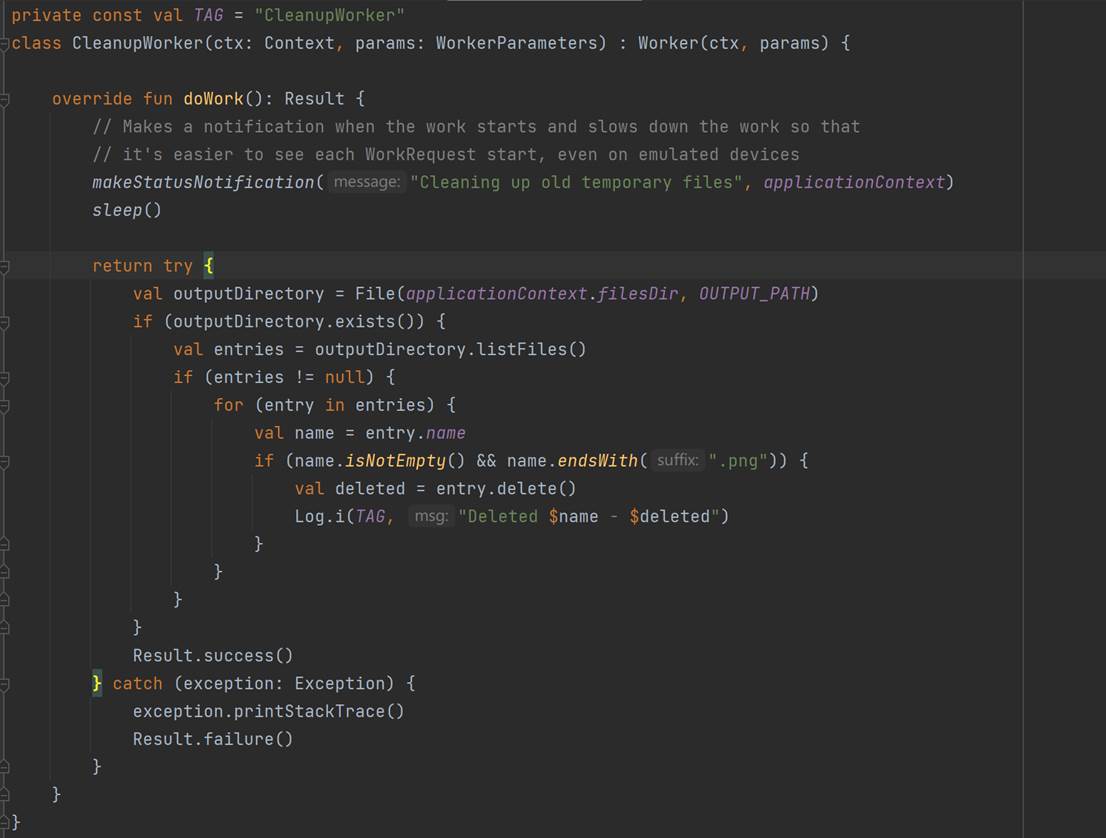 private const val TAG = "CleanupWorker"
class CleanupWorker(ctx: Context, params: WorkerParameters) : Worker(ctx, params) {

    override fun doWork(): Result {
        // Makes a notification when the work starts and slows down the work so that
        // it's easier to see each WorkRequest start, even on emulated devices
        makeStatusNotification( message: "Cleaning up old temporary files", applicationContext)
        sleep()

        return try {
            val outputDirectory = File(applicationContext.filesDir, OUTPUT_PATH)
            if (outputDirectory.exists()) {
                val entries = outputDirectory.listFiles()
                if (entries != null) {
                    for (entry in entries) {
                        val name = entry.name
                        if (name.isNotEmpty() && name.endsWith( suffix: ".png")) {
                            val deleted = entry.delete()
                            Log.i(TAG, msg: "Deleted $name - $deleted")
                        }
                    }
                }
            }
            Result.success()
        } catch (exception: Exception) {
            exception.printStackTrace()
            Result.failure()
        }
    }
}